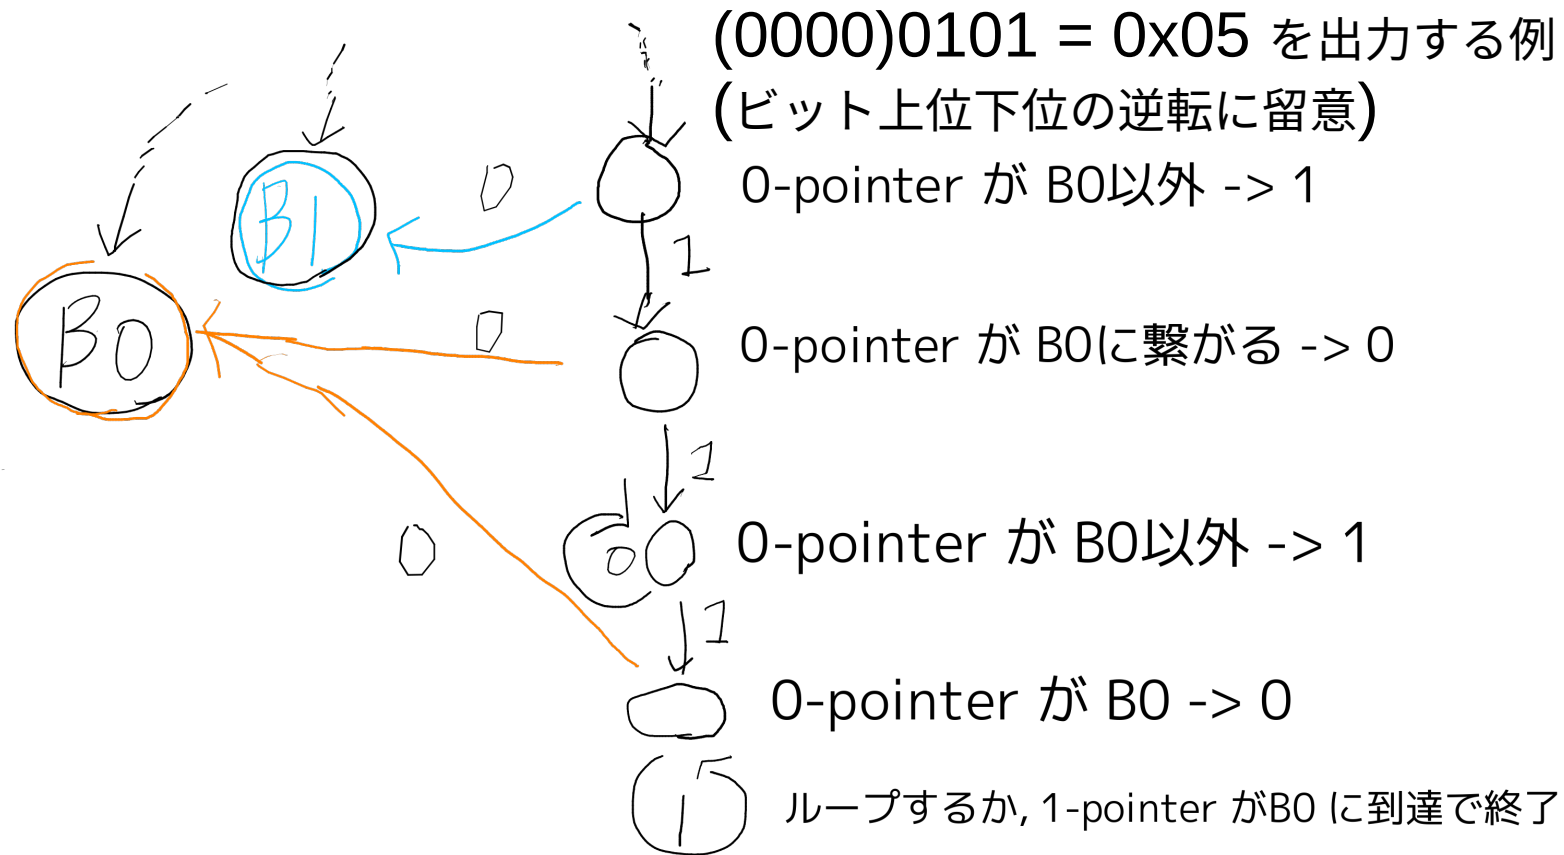 (0000)0101 = 0x05 を出力する例
(ビット上位下位の逆転に留意)
0-pointer が B0以外 -> 1
B1
0
1
0-pointer が B0に繋がる -> 0
B0
0
1
0-pointer が B0以外 -> 1
0
0
1
0-pointer が B0 -> 0
1
ループするか, 1-pointer がB0 に到達で終了